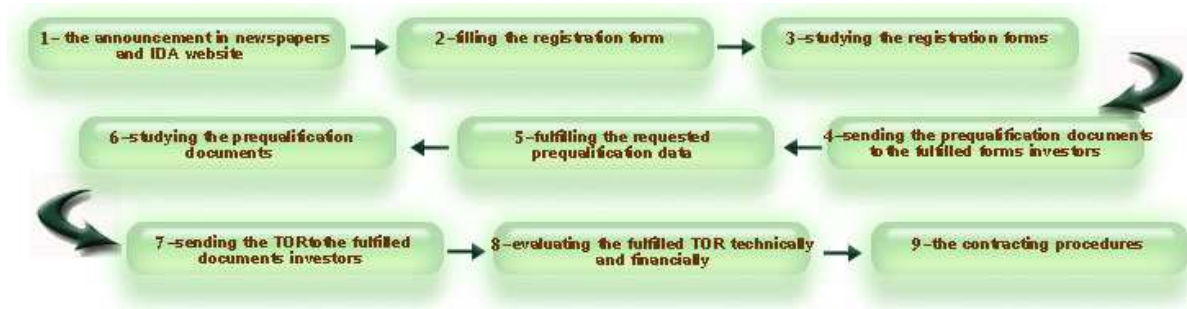 1- the announcement in newspapers
and IDA website
2-filling the registration form
3-studying the registration forms
4-sending the prequalification documents
to the fulfilled forms investors
5-fulfilling the requested
prequalification data
6-studying the prequalification
documents
7-sending the TORto the fulfilled
documents investors
8-evaluating the fulfilled TOR technically
and financially
9-the contracting procedures